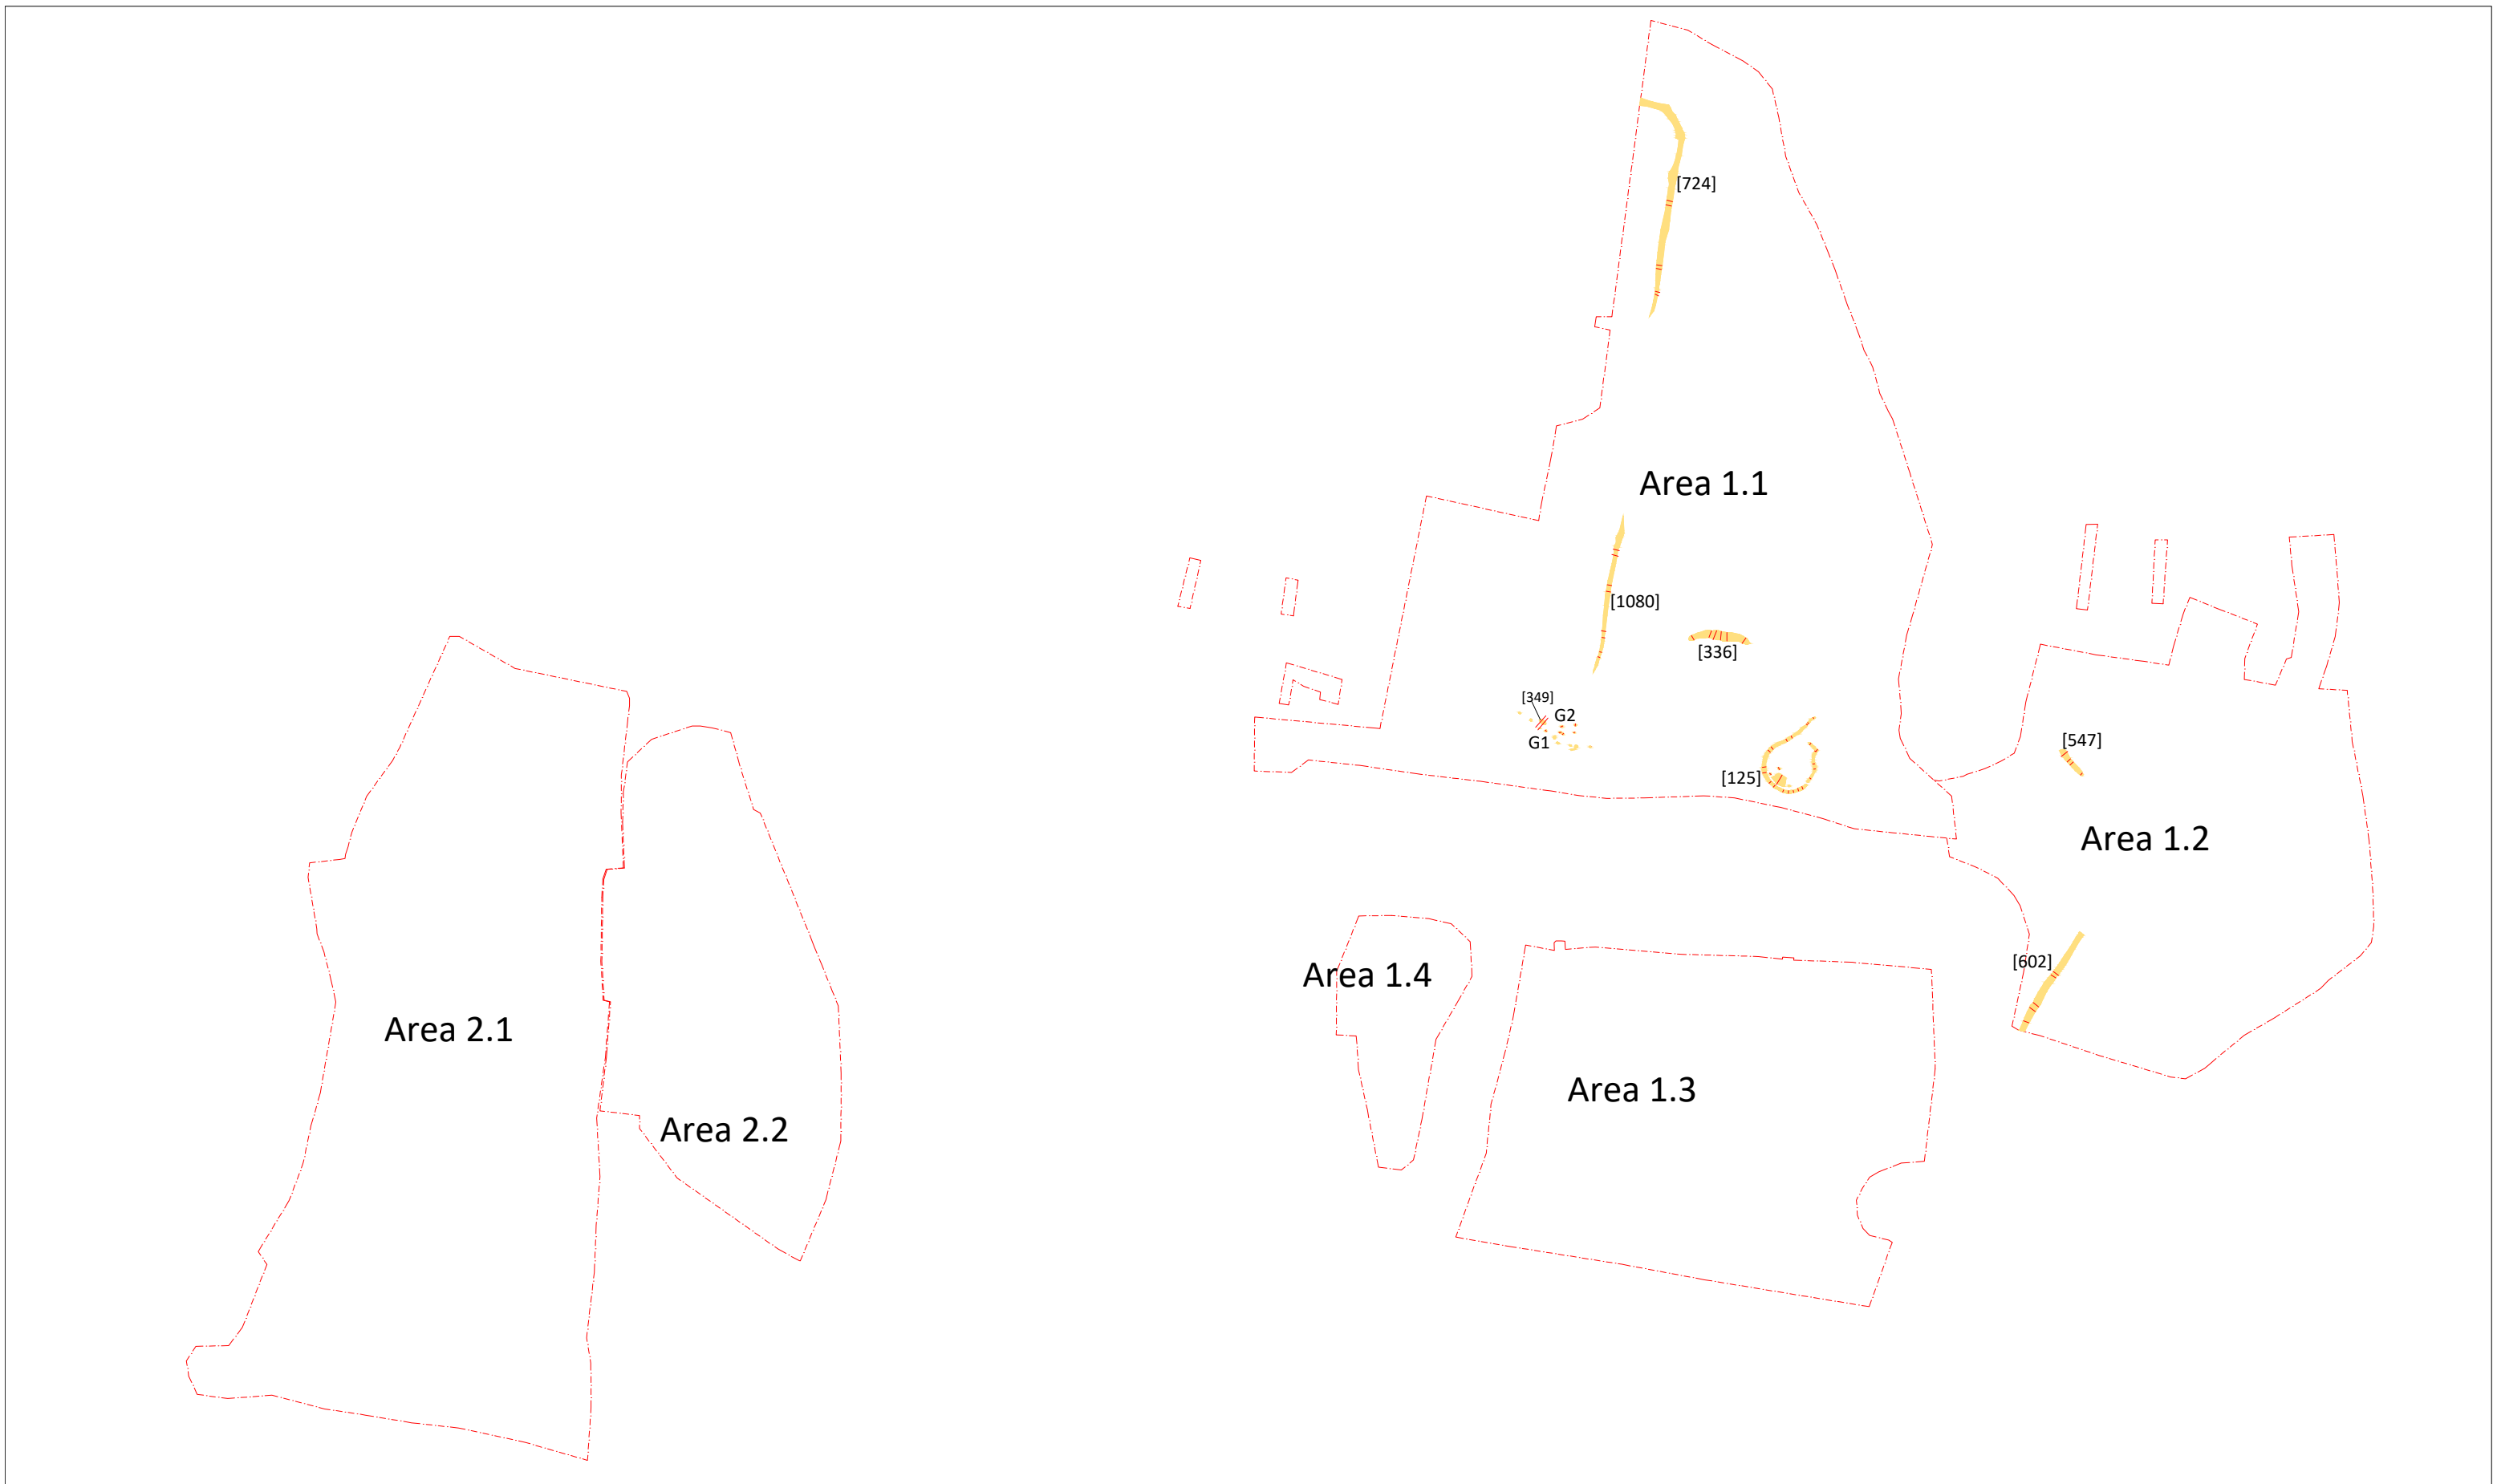 [724]
Area 1.1
[1080]
[336]
[349]
G2
G1
[547]
[125]
Area 1.2
[602]
Area 1.4
Area 2.1
Area 1.3
Area 2.2